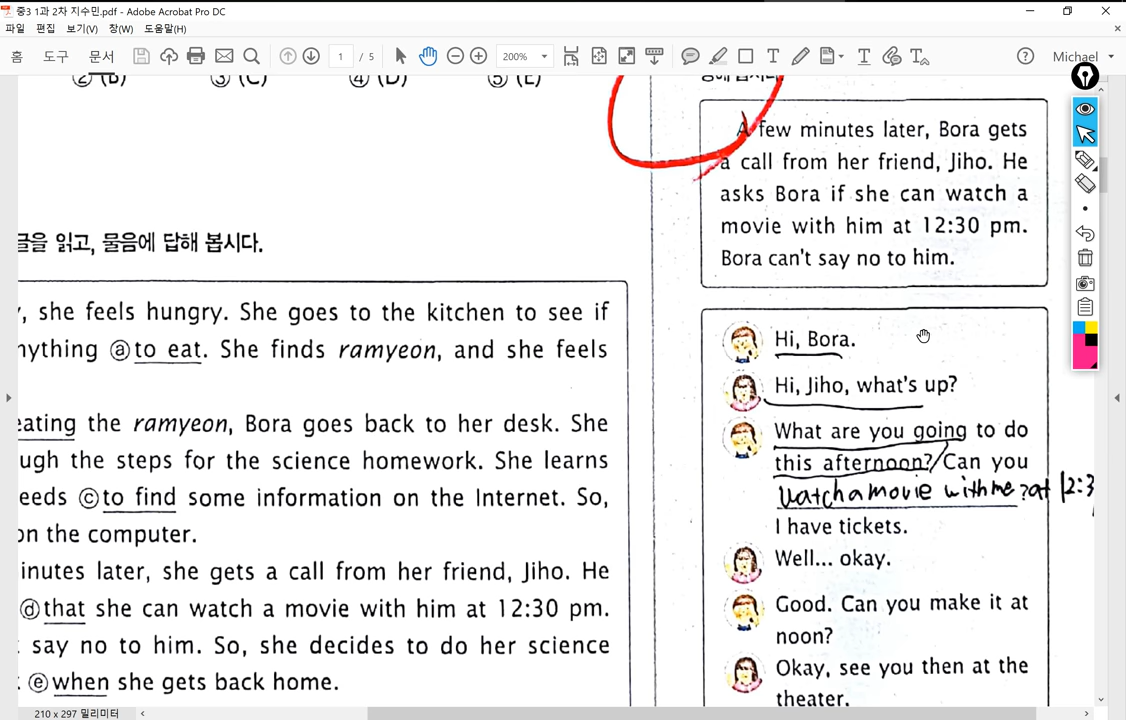 중3 1과 2차 지수민.pdf - Adobe Acrobat Pro DC
파일 편집 보기(V) 창(W) 도움말(H)
홈 도구 문서 1 / 5 200% Michael
② (B) ③ (C) ④ (D) ⑤ (E)
글을 읽고, 물음에 답해 봅시다.
, she feels hungry. She goes to the kitchen to see if
nything ⓐto eat. She finds ramyeon, and she feels
eating the ramyeon, Bora goes back to her desk. She
ugh the steps for the science homework. She learns
eeds ⓒto find some information on the Internet. So,
on the computer.
inutes later, she gets a call from her friend, Jiho. He
ⓓthat she can watch a movie with him at 12:30 pm.
say no to him. So, she decides to do her science
ⓔwhen she gets back home.
A few minutes later, Bora gets
a call from her friend, Jiho. He
asks Bora if she can watch a
movie with him at 12:30 pm.
Bora can't say no to him.
Hi, Bora.
Hi, Jiho, what's up?
What are you going to do
this afternoon? Can you
watch a movie with me? at 12:3
I have tickets.
Well... okay.
Good. Can you make it at
noon?
Okay, see you then at the
theater.
210 x 297 밀리미터